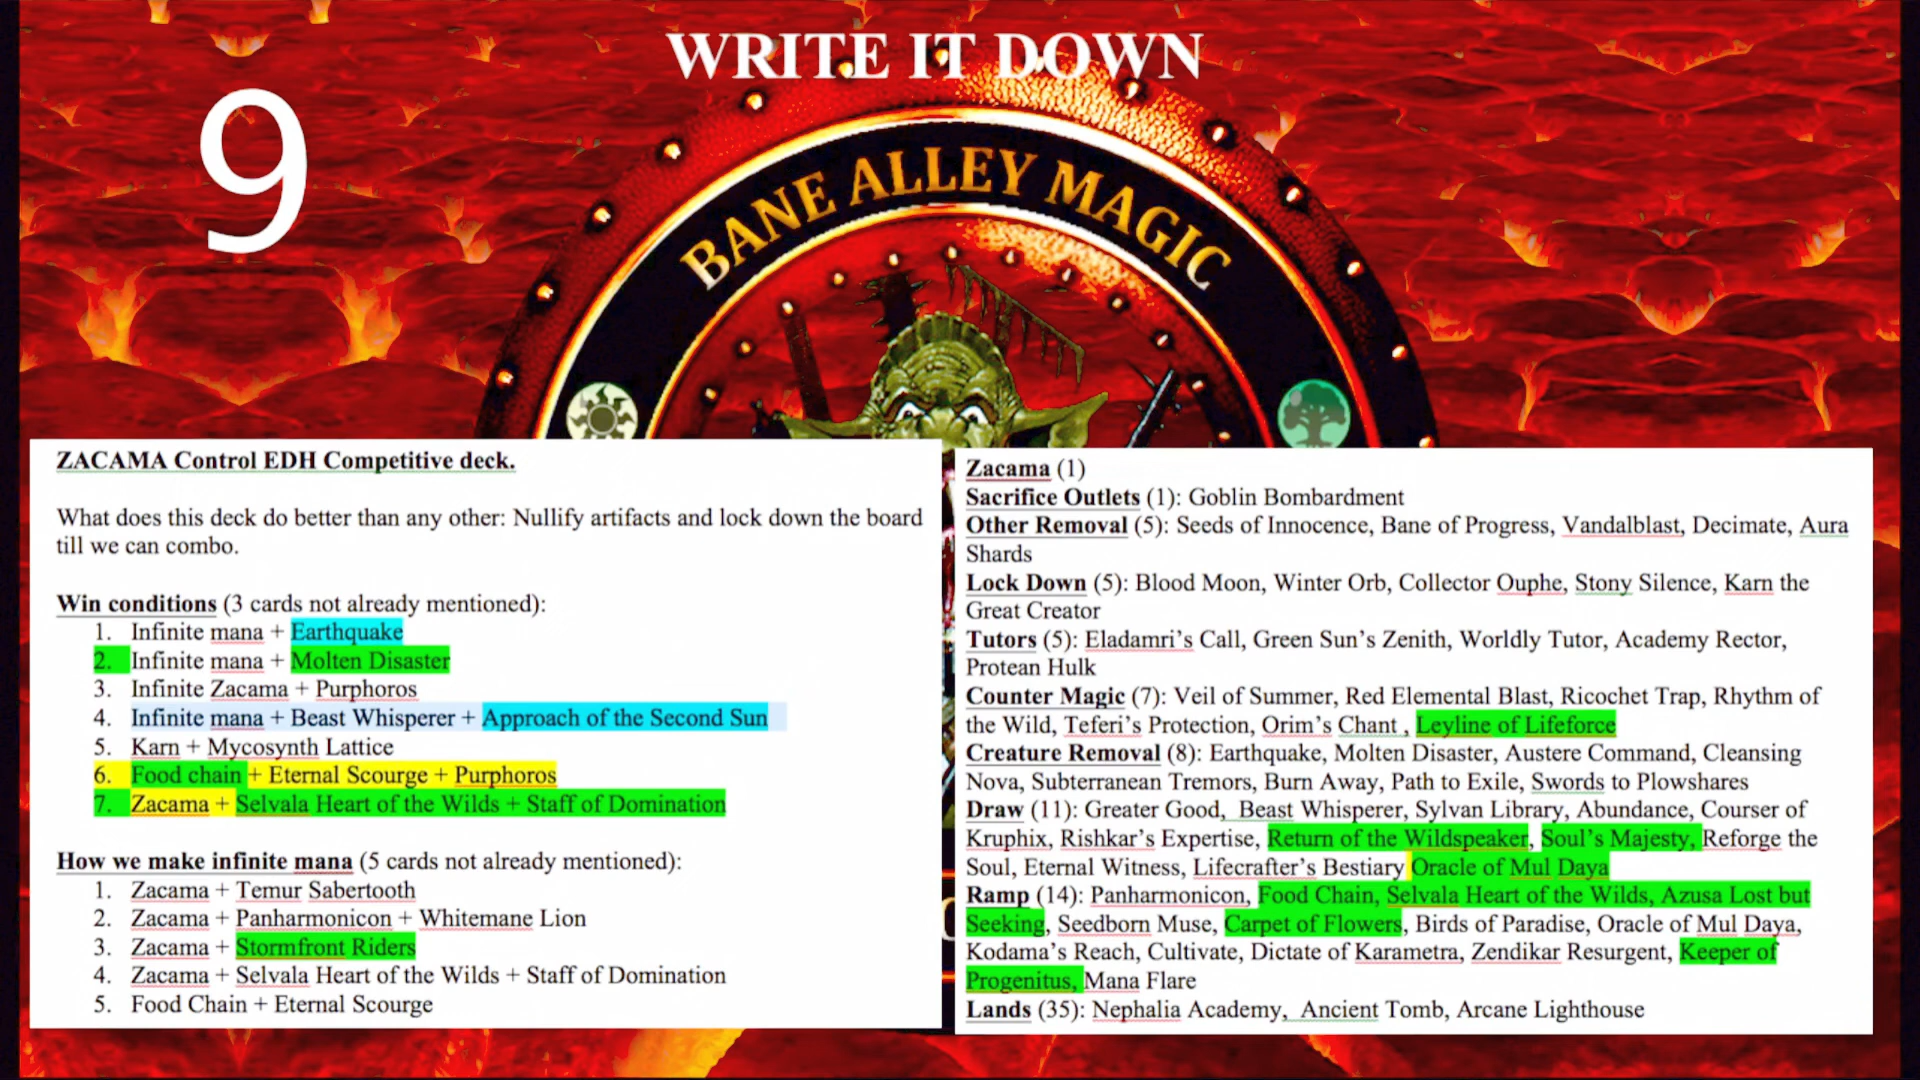 WRITE IT DOWN
9
BANE ALLEY MAGIC
ZACAMA Control EDH Competitive deck.
What does this deck do better than any other: Nullify artifacts and lock down the board
till we can combo.
Win conditions (3 cards not already mentioned):
1. Infinite mana + Earthquake
2. Infinite mana + Molten Disaster
3. Infinite Zacama + Purphoros
4. Infinite mana + Beast Whisperer + Approach of the Second Sun
5. Karn + Mycosynth Lattice
6. Food chain + Eternal Scourge + Purphoros
7. Zacama + Selvala Heart of the Wilds + Staff of Domination
How we make infinite mana (5 cards not already mentioned):
1. Zacama + Temur Sabertooth
2. Zacama + Panharmonicon + Whitemane Lion
3. Zacama + Stormfront Riders
4. Zacama + Selvala Heart of the Wilds + Staff of Domination
5. Food Chain + Eternal Scourge
Zacama (1)
Sacrifice Outlets (1): Goblin Bombardment
Other Removal (5): Seeds of Innocence, Bane of Progress, Vandalblast, Decimate, Aura
Shards
Lock Down (5): Blood Moon, Winter Orb, Collector Ouphe, Stony Silence, Karn the
Great Creator
Tutors (5): Eladamri's Call, Green Sun's Zenith, Worldly Tutor, Academy Rector,
Protean Hulk
Counter Magic (7): Veil of Summer, Red Elemental Blast, Ricochet Trap, Rhythm of
the Wild, Teferi's Protection, Orim's Chant , Leyline of Lifeforce
Creature Removal (8): Earthquake, Molten Disaster, Austere Command, Cleansing
Nova, Subterranean Tremors, Burn Away, Path to Exile, Swords to Plowshares
Draw (11): Greater Good, Beast Whisperer, Sylvan Library, Abundance, Courser of
Kruphix, Rishkar's Expertise, Return of the Wildspeaker, Soul's Majesty, Reforge the
Soul, Eternal Witness, Lifecrafter's Bestiary Oracle of Mul Daya
Ramp (14): Panharmonicon, Food Chain, Selvala Heart of the Wilds, Azusa Lost but
Seeking, Seedborn Muse, Carpet of Flowers, Birds of Paradise, Oracle of Mul Daya,
Kodama's Reach, Cultivate, Dictate of Karametra, Zendikar Resurgent, Keeper of
Progenitus, Mana Flare
Lands (35): Nephalia Academy, Ancient Tomb, Arcane Lighthouse